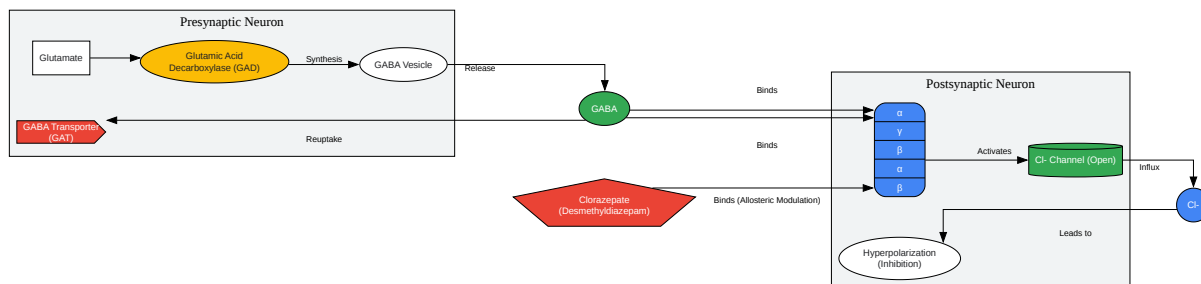 Presynaptic Neuron
Glutamate
Glutamic Acid
Decarboxylase (GAD)
Synthesis
GABA Vesicle
Release
GABA
GABA Transporter
(GAT)
Reuptake
Binds
Binds
Clorazepate
(Desmethyldiazepam)
Binds (Allosteric Modulation)
Postsynaptic Neuron
α
γ
β
α
β
Activates
Cl- Channel (Open)
Influx
Cl-
Leads to
Hyperpolarization
(Inhibition)